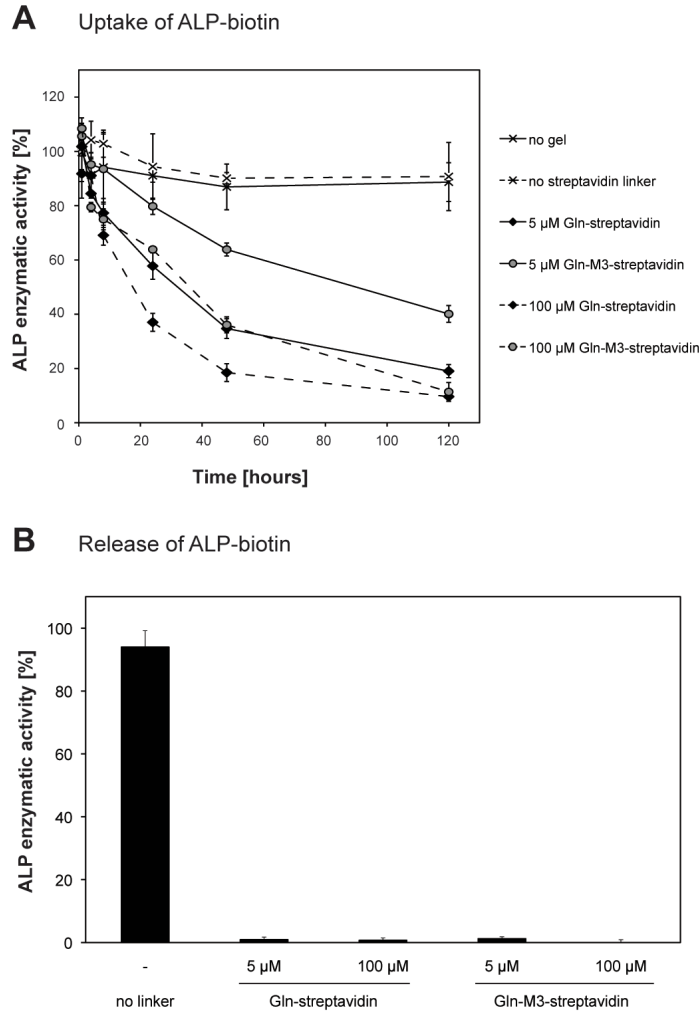 A Uptake of ALP-biotin
ALP enzymatic activity [%]
120
100
80
60
40
20
0
0 20 40 60 80 100 120
Time [hours]
no gel
no streptavidin linker
5 µM Gln-streptavidin
5 µM Gln-M3-streptavidin
100 µM Gln-streptavidin
100 µM Gln-M3-streptavidin
B Release of ALP-biotin
ALP enzymatic activity [%]
100
80
60
40
20
0
- 5 µM 100 µM 5 µM 100 µM
no linker Gln-streptavidin Gln-M3-streptavidin